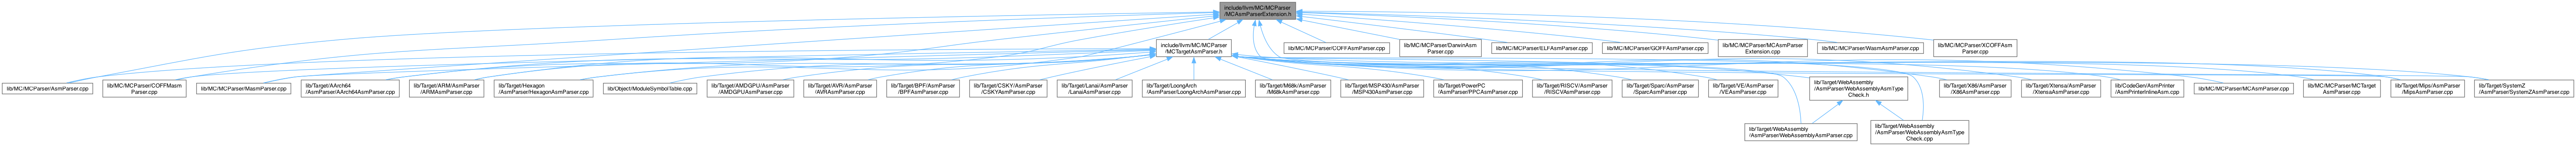 include/llvm/MC/MCParser
/MCAsmParserExtension.h
include/llvm/MC/MCParser
/MCTargetAsmParser.h
lib/MC/MCParser/COFFAsmParser.cpp
lib/MC/MCParser/DarwinAsm
Parser.cpp
lib/MC/MCParser/ELFAsmParser.cpp
lib/MC/MCParser/GOFFAsmParser.cpp
lib/MC/MCParser/MCAsmParser
Extension.cpp
lib/MC/MCParser/WasmAsmParser.cpp
lib/MC/MCParser/XCOFFAsm
Parser.cpp
lib/MC/MCParser/AsmParser.cpp
lib/MC/MCParser/COFFMasm
Parser.cpp
lib/MC/MCParser/MasmParser.cpp
lib/Target/AArch64
/AsmParser/AArch64AsmParser.cpp
lib/Target/ARM/AsmParser
/ARMAsmParser.cpp
lib/Target/Hexagon
/AsmParser/HexagonAsmParser.cpp
lib/Object/ModuleSymbolTable.cpp
lib/Target/AMDGPU/AsmParser
/AMDGPUAsmParser.cpp
lib/Target/AVR/AsmParser
/AVRAsmParser.cpp
lib/Target/BPF/AsmParser
/BPFAsmParser.cpp
lib/Target/CSKY/AsmParser
/CSKYAsmParser.cpp
lib/Target/Lanai/AsmParser
/LanaiAsmParser.cpp
lib/Target/LoongArch
/AsmParser/LoongArchAsmParser.cpp
lib/Target/M68k/AsmParser
/M68kAsmParser.cpp
lib/Target/MSP430/AsmParser
/MSP430AsmParser.cpp
lib/Target/PowerPC
/AsmParser/PPCAsmParser.cpp
lib/Target/RISCV/AsmParser
/RISCVAsmParser.cpp
lib/Target/Sparc/AsmParser
/SparcAsmParser.cpp
lib/Target/VE/AsmParser
/VEAsmParser.cpp
lib/Target/WebAssembly
/AsmParser/WebAssemblyAsmType
Check.h
lib/Target/X86/AsmParser
/X86AsmParser.cpp
lib/Target/Xtensa/AsmParser
/XtensaAsmParser.cpp
lib/CodeGen/AsmPrinter
/AsmPrinterInlineAsm.cpp
lib/MC/MCParser/MCAsmParser.cpp
lib/MC/MCParser/MCTarget
AsmParser.cpp
lib/Target/Mips/AsmParser
/MipsAsmParser.cpp
lib/Target/SystemZ
/AsmParser/SystemZAsmParser.cpp
lib/Target/WebAssembly
/AsmParser/WebAssemblyAsmParser.cpp
lib/Target/WebAssembly
/AsmParser/WebAssemblyAsmType
Check.cpp